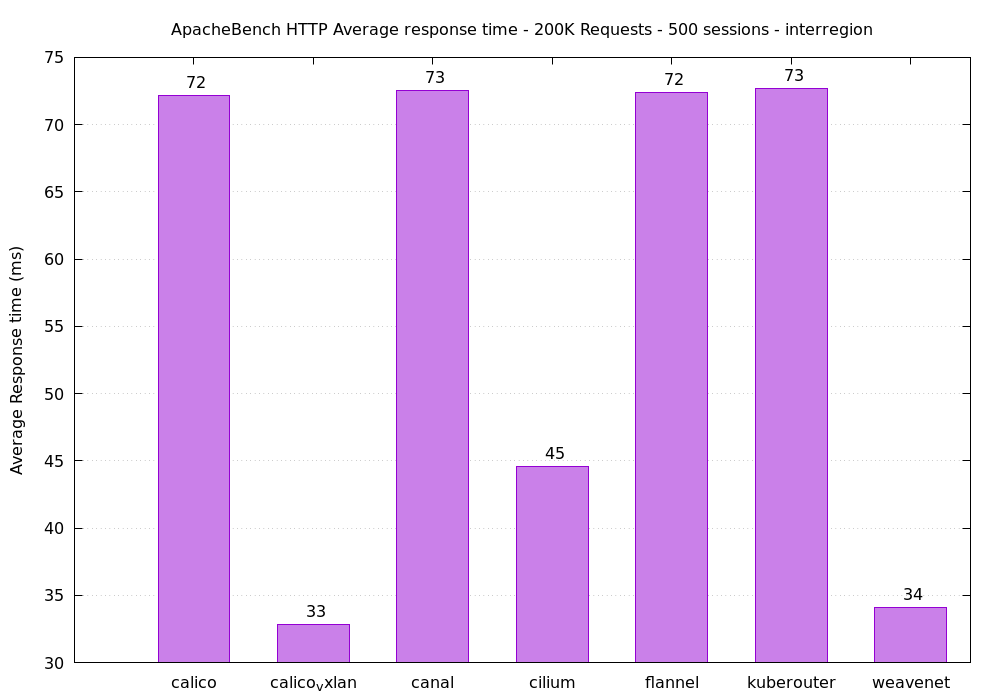 ApacheBench HTTP Average response time - 200K Requests - 500 sessions - interregion
Average Response time (ms)
75
70
65
60
55
50
45
40
35
30
72
33
73
45
72
73
34
calico
calicovxlan
canal
cilium
flannel
kuberouter
weavenet